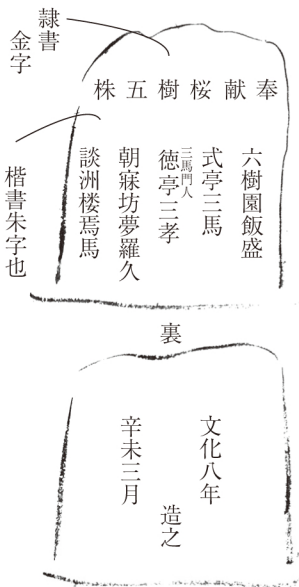 隷書
金字
奉献桜樹五株
六樹園飯盛
式亭三馬
三馬門人
徳亭三孝
朝寐坊夢羅久
談洲楼焉馬
楷書朱字也
裏
文化八年
造之
辛未三月